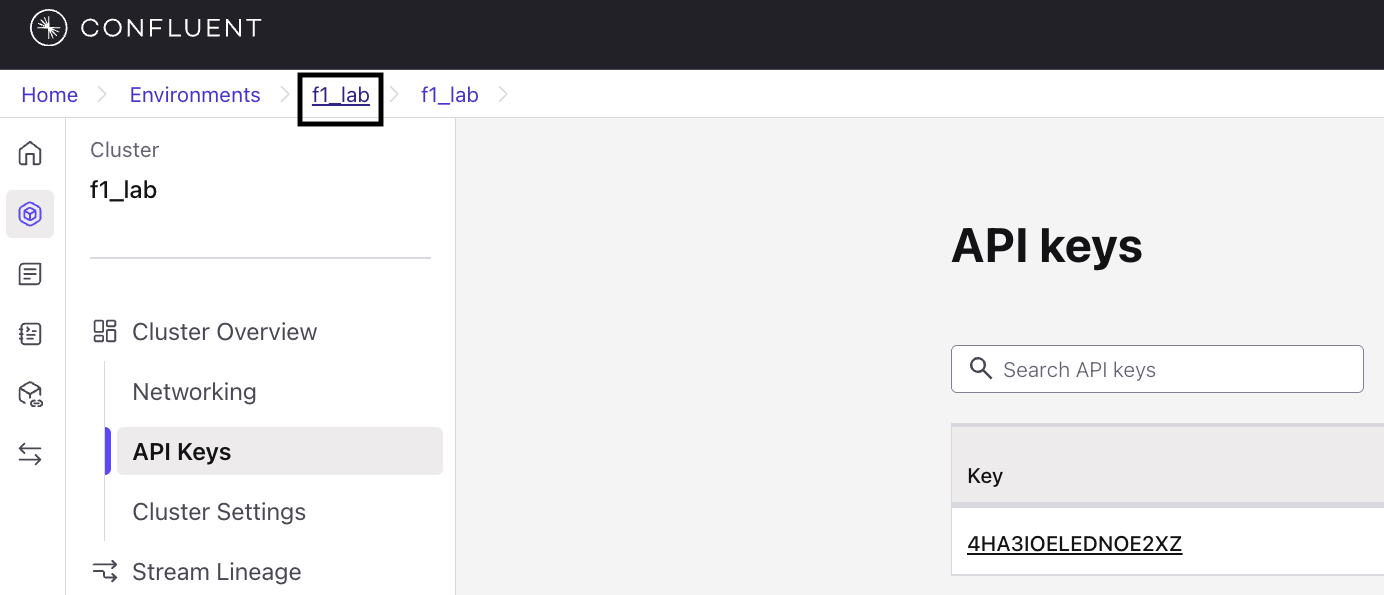 CONFLUENT
Home Environments f1_lab f1_lab
Cluster
f1_lab
Cluster Overview
Networking
API Keys
Cluster Settings
Stream Lineage
API keys
Search API keys
Key
4HA3IOELEDNOE2XZ